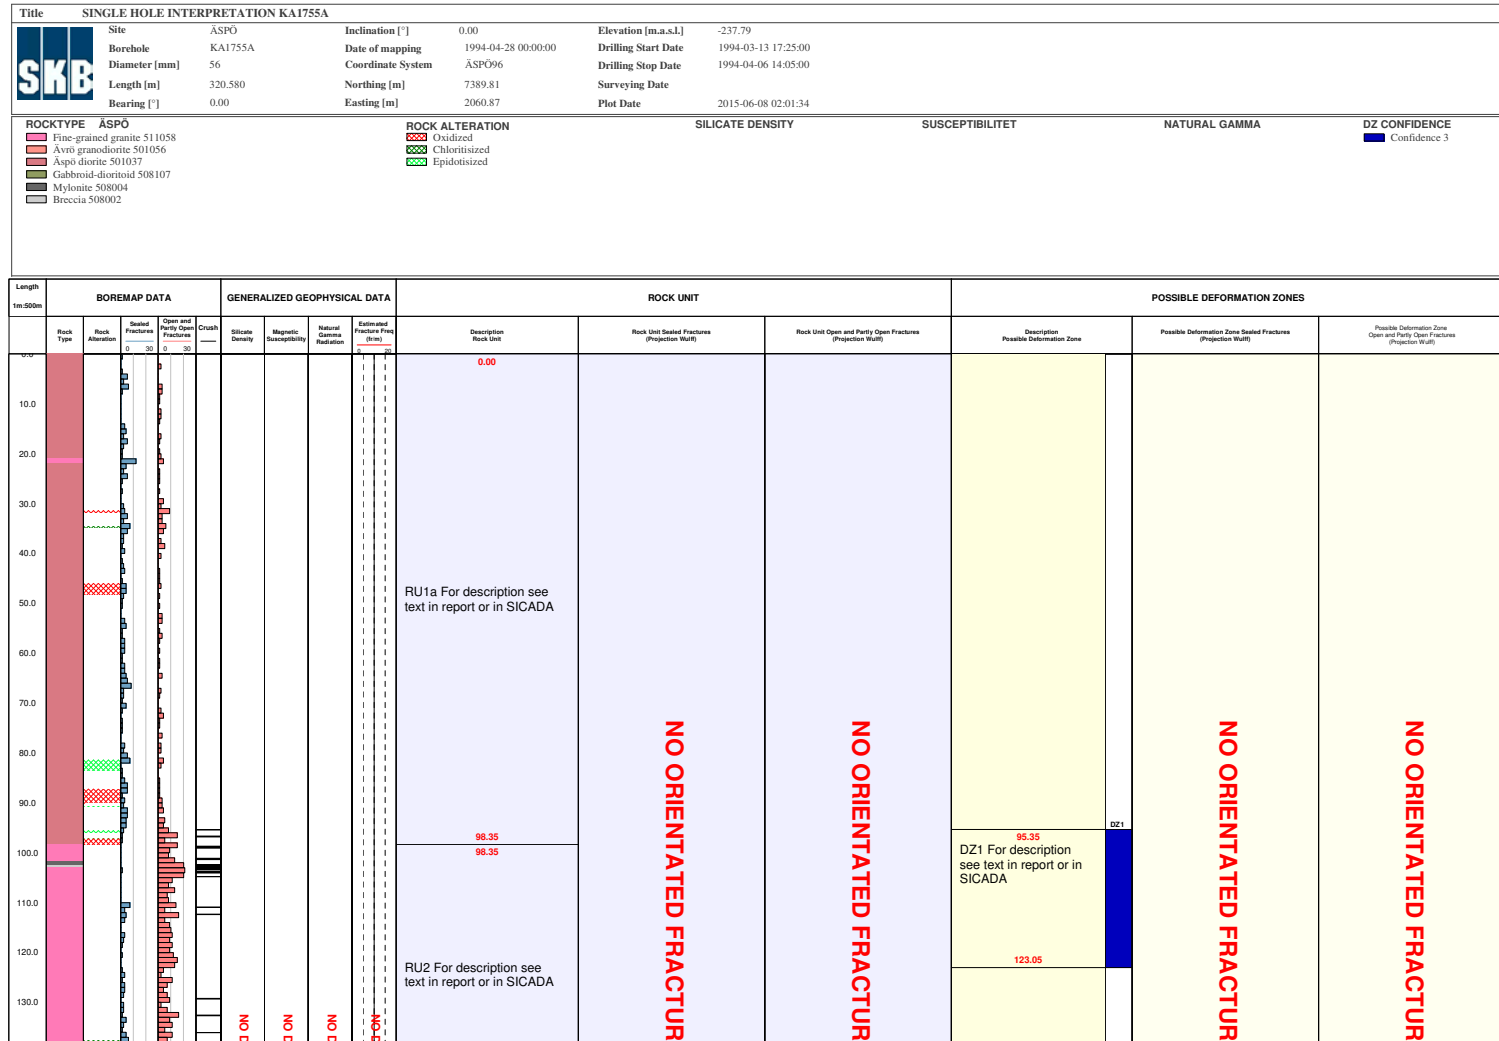 Title SINGLE HOLE INTERPRETATION KA1755A
SKB
Site ÄSPÖ Inclination [°] 0.00 Elevation [m.a.s.l.] -237.79
Borehole KA1755A Date of mapping 1994-04-28 00:00:00 Drilling Start Date 1994-03-13 17:25:00
Diameter [mm] 56 Coordinate System ÄSPÖ96 Drilling Stop Date 1994-04-06 14:05:00
Length [m] 320.580 Northing [m] 7389.81 Surveying Date
Bearing [°] 0.00 Easting [m] 2060.87 Plot Date 2015-06-08 02:01:34
ROCKTYPE ÄSPÖ ROCK ALTERATION SILICATE DENSITY SUSCEPTIBILITET NATURAL GAMMA DZ CONFIDENCE
Fine-grained granite 511058 Oxidized Confidence 3
Ävrö granodiorite 501056 Chloritisized
Äspö diorite 501037 Epidotisized
Gabbroid-dioritoid 508107
Mylonite 508004
Breccia 508002
Length
1m:500m
BOREMAP DATA GENERALIZED GEOPHYSICAL DATA ROCK UNIT POSSIBLE DEFORMATION ZONES
Rock
Type
Rock
Alteration
Sealed
Fractures
0 30
Open and
Partly Open
Fractures
0 30
Crush
Silicate
Density
Magnetic
Susceptibility
Natural
Gamma
Radiation
Estimated
Fracture Freq
(fr/m)
0 20
Description
Rock Unit
Rock Unit Sealed Fractures
(Projection Wulff)
Rock Unit Open and Partly Open Fractures
(Projection Wulff)
Description
Possible Deformation Zone
Possible Deformation Zone Sealed Fractures
(Projection Wulff)
Possible Deformation Zone
Open and Partly Open Fractures
(Projection Wulff)
0.0
10.0
20.0
30.0
40.0
50.0
60.0
70.0
80.0
90.0
100.0
110.0
120.0
130.0
NO D
NO D
NO D
NO D
0.00
RU1a For description see
text in report or in SICADA
98.35
98.35
RU2 For description see
text in report or in SICADA
NO ORIENTATED FRACTUR
NO ORIENTATED FRACTUR
DZ1
95.35
DZ1 For description
see text in report or in
SICADA
123.05
NO ORIENTATED FRACTUR
NO ORIENTATED FRACTUR